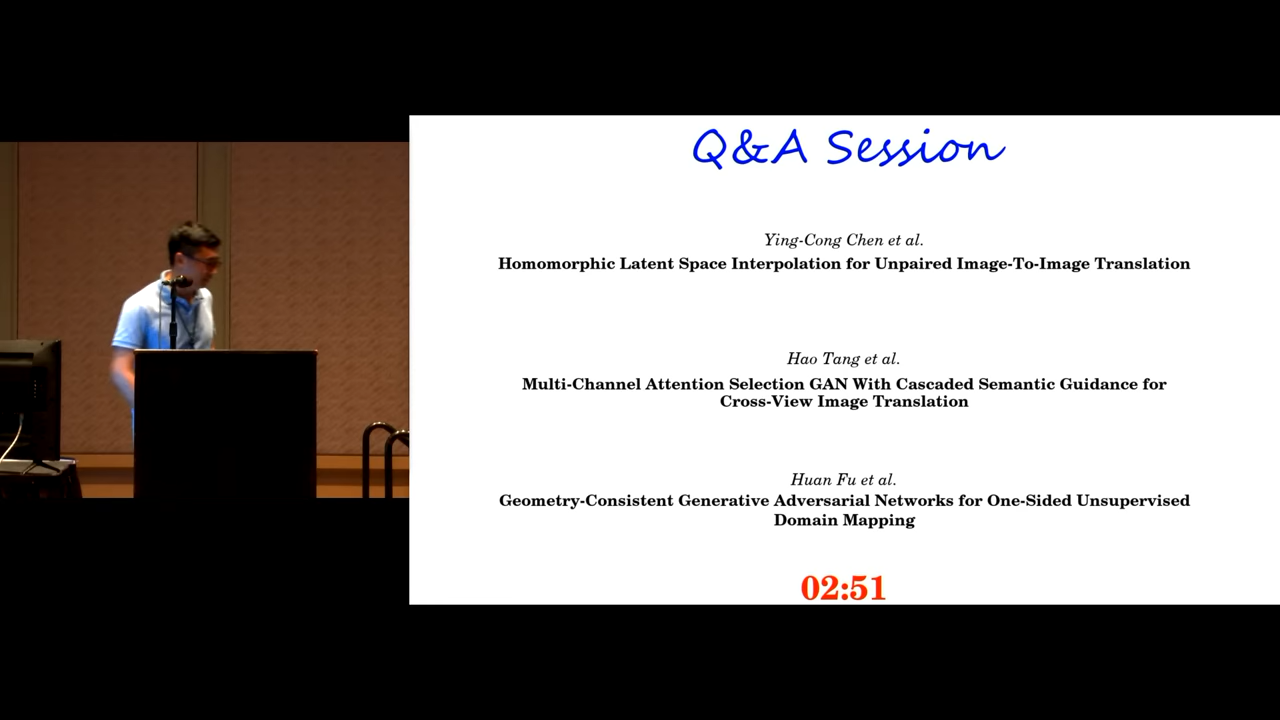 Q&A Session
Ying-Cong Chen et al.
Homomorphic Latent Space Interpolation for Unpaired Image-To-Image Translation
Hao Tang et al.
Multi-Channel Attention Selection GAN With Cascaded Semantic Guidance for
Cross-View Image Translation
Huan Fu et al.
Geometry-Consistent Generative Adversarial Networks for One-Sided Unsupervised
Domain Mapping
02:51